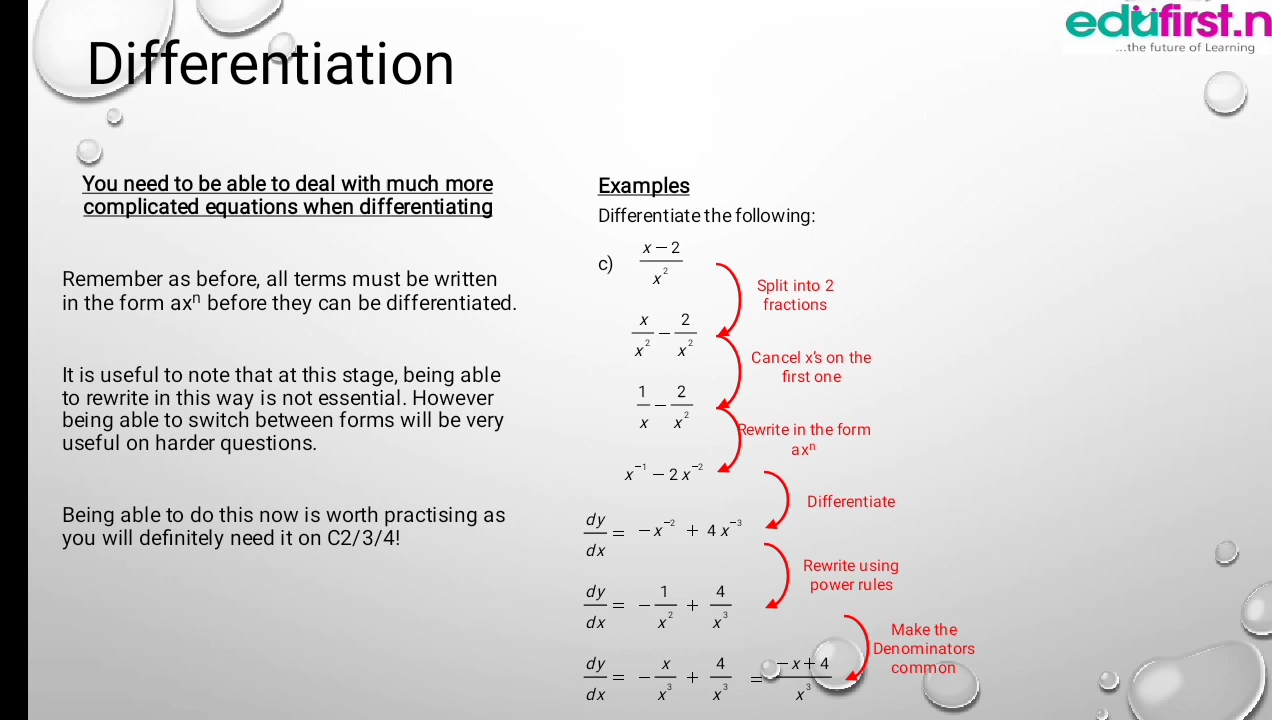 edufirst.n
...the future of Learning
Differentiation
You need to be able to deal with much more
complicated equations when differentiating
Remember as before, all terms must be written
in the form axⁿ before they can be differentiated.
It is useful to note that at this stage, being able
to rewrite in this way is not essential. However
being able to switch between forms will be very
useful on harder questions.
Being able to do this now is worth practising as
you will definitely need it on C2/3/4!
Examples
Differentiate the following:
c) (x − 2)/x²
Split into 2
fractions
x/x² − 2/x²
Cancel x's on the
first one
1/x − 2/x²
Rewrite in the form
axⁿ
x⁻¹ − 2x⁻²
Differentiate
dy/dx = −x⁻² + 4x⁻³
Rewrite using
power rules
dy/dx = −1/x² + 4/x³
Make the
Denominators
common
dy/dx = −x/x³ + 4/x³ = (−x + 4)/x³